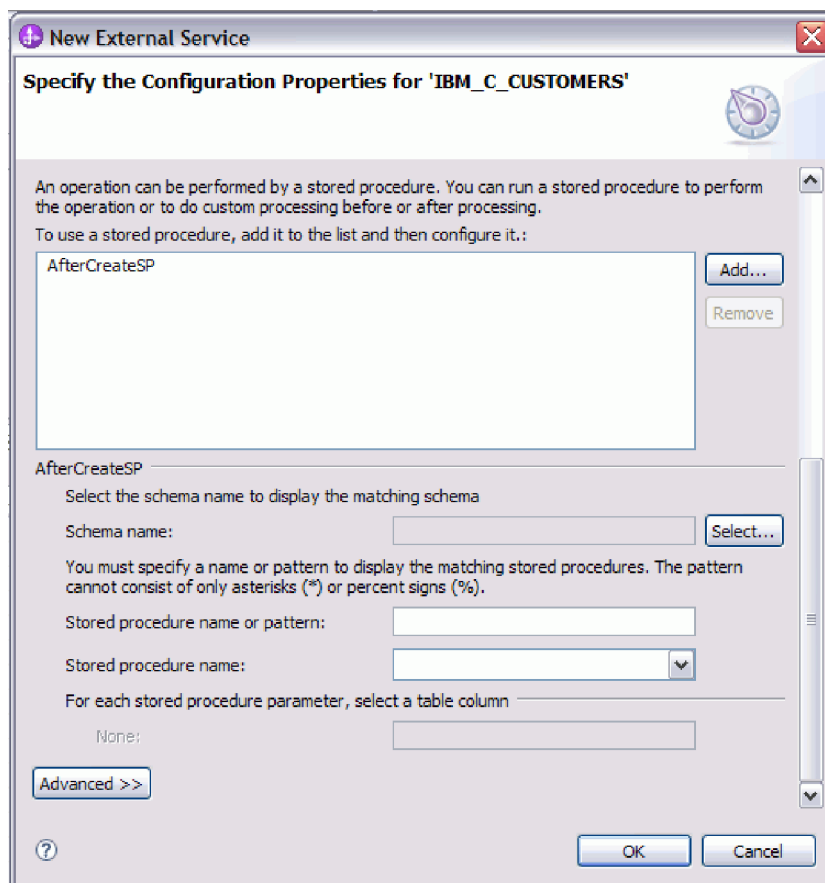 New External Service
Specify the Configuration Properties for 'IBM_C_CUSTOMERS'
An operation can be performed by a stored procedure. You can run a stored procedure to perform
the operation or to do custom processing before or after processing.
To use a stored procedure, add it to the list and then configure it.:
AfterCreateSP
Add...
Remove
AfterCreateSP
Select the schema name to display the matching schema
Schema name:
Select...
You must specify a name or pattern to display the matching stored procedures. The pattern
cannot consist of only asterisks (*) or percent signs (%).
Stored procedure name or pattern:
Stored procedure name:
For each stored procedure parameter, select a table column
None:
Advanced >>
?
OK
Cancel